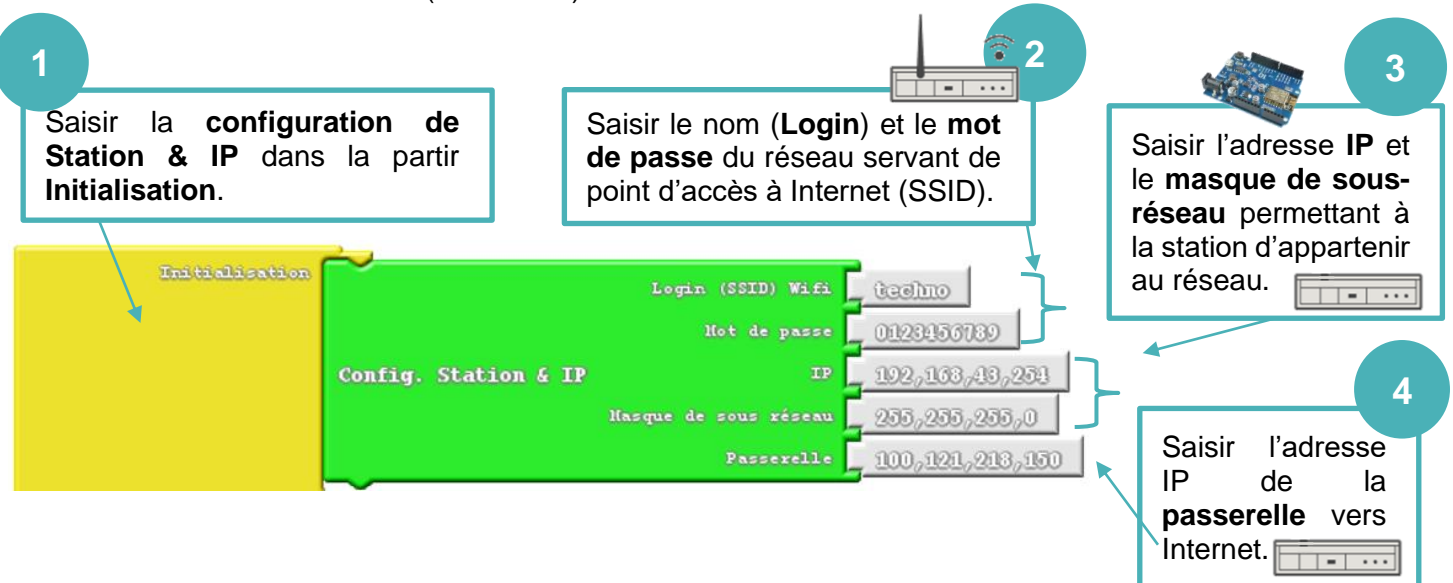 1
Saisir la configuration de
Station & IP dans la partir
Initialisation.
2
Saisir le nom (Login) et le mot
de passe du réseau servant de
point d'accès à Internet (SSID).
3
Saisir l'adresse IP et
le masque de sous-
réseau permettant à
la station d'appartenir
au réseau.
Initialisation
Config. Station & IP
Login (SSID) Wifi techno
Mot de passe 0123456789
IP 192,168,43,254
Masque de sous réseau 255,255,255,0
Passerelle 100,121,218,150
4
Saisir l'adresse
IP de la
passerelle vers
Internet.